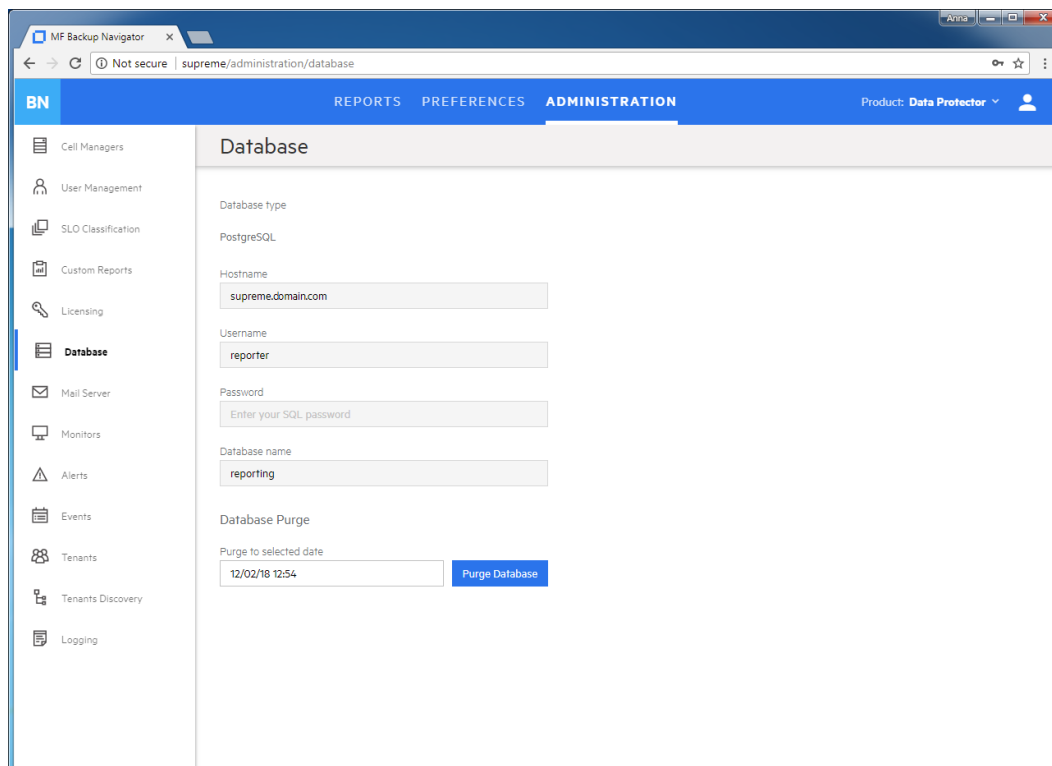 Anna
MF Backup Navigator
Not secure | supreme/administration/database
BN
REPORTS PREFERENCES ADMINISTRATION
Product: Data Protector
Cell Managers
User Management
SLO Classification
Custom Reports
Licensing
Database
Mail Server
Monitors
Alerts
Events
Tenants
Tenants Discovery
Logging
Database
Database type
PostgreSQL
Hostname
supreme.domain.com
Username
reporter
Password
Enter your SQL password
Database name
reporting
Database Purge
Purge to selected date
12/02/18 12:54
Purge Database